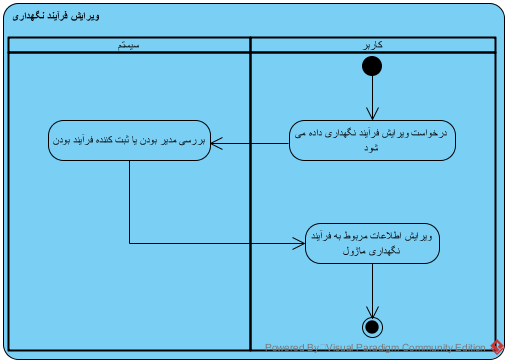 ویرایش فرآیند نگهداری
کاربر
سیستم
درخواست ویرایش فرآیند نگهداری داده می
شود
بررسی مدیر بودن یا ثبت کننده فرآیند بودن
ویرایش اطلاعات مربوط به فرآیند
نگهداری ماژول
Powered By Visual Paradigm Community Edition